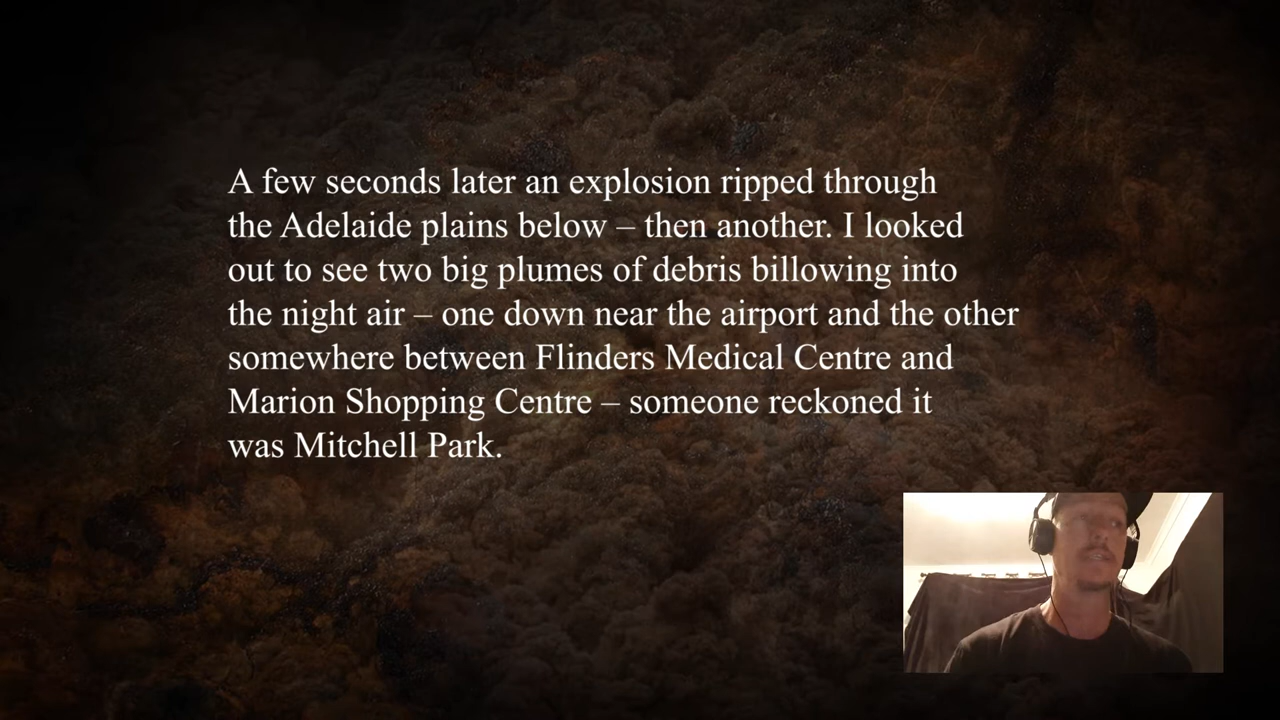 A few seconds later an explosion ripped through
the Adelaide plains below – then another. I looked
out to see two big plumes of debris billowing into
the night air – one down near the airport and the other
somewhere between Flinders Medical Centre and
Marion Shopping Centre – someone reckoned it
was Mitchell Park.